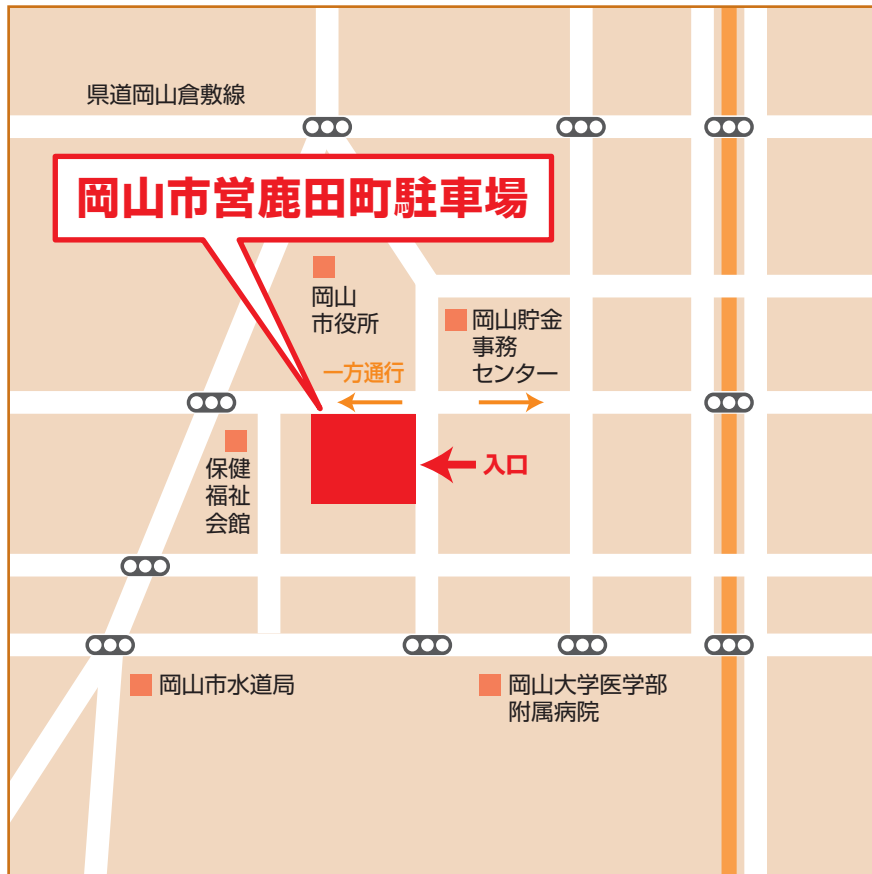 県道岡山倉敷線
岡山市営鹿田町駐車場
岡山
市役所
岡山貯金
事務
センター
一方通行
保健
福祉
会館
入口
岡山市水道局
岡山大学医学部
附属病院